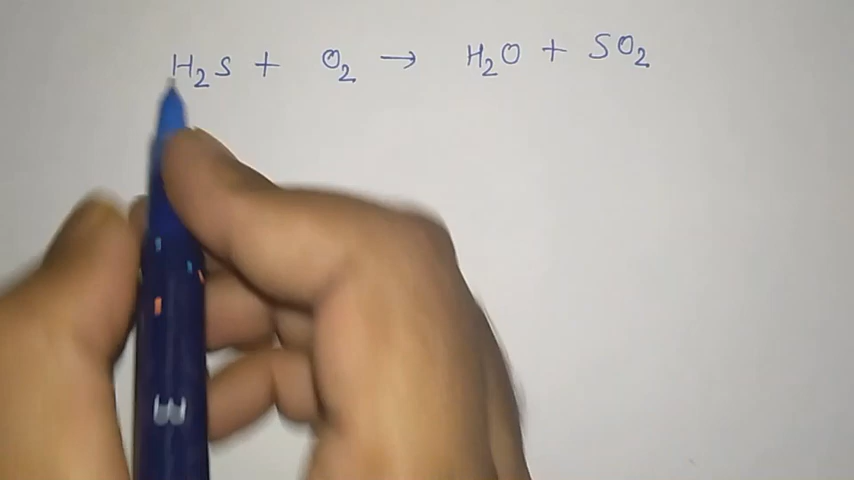 H₂S + O₂ → H₂O + SO₂